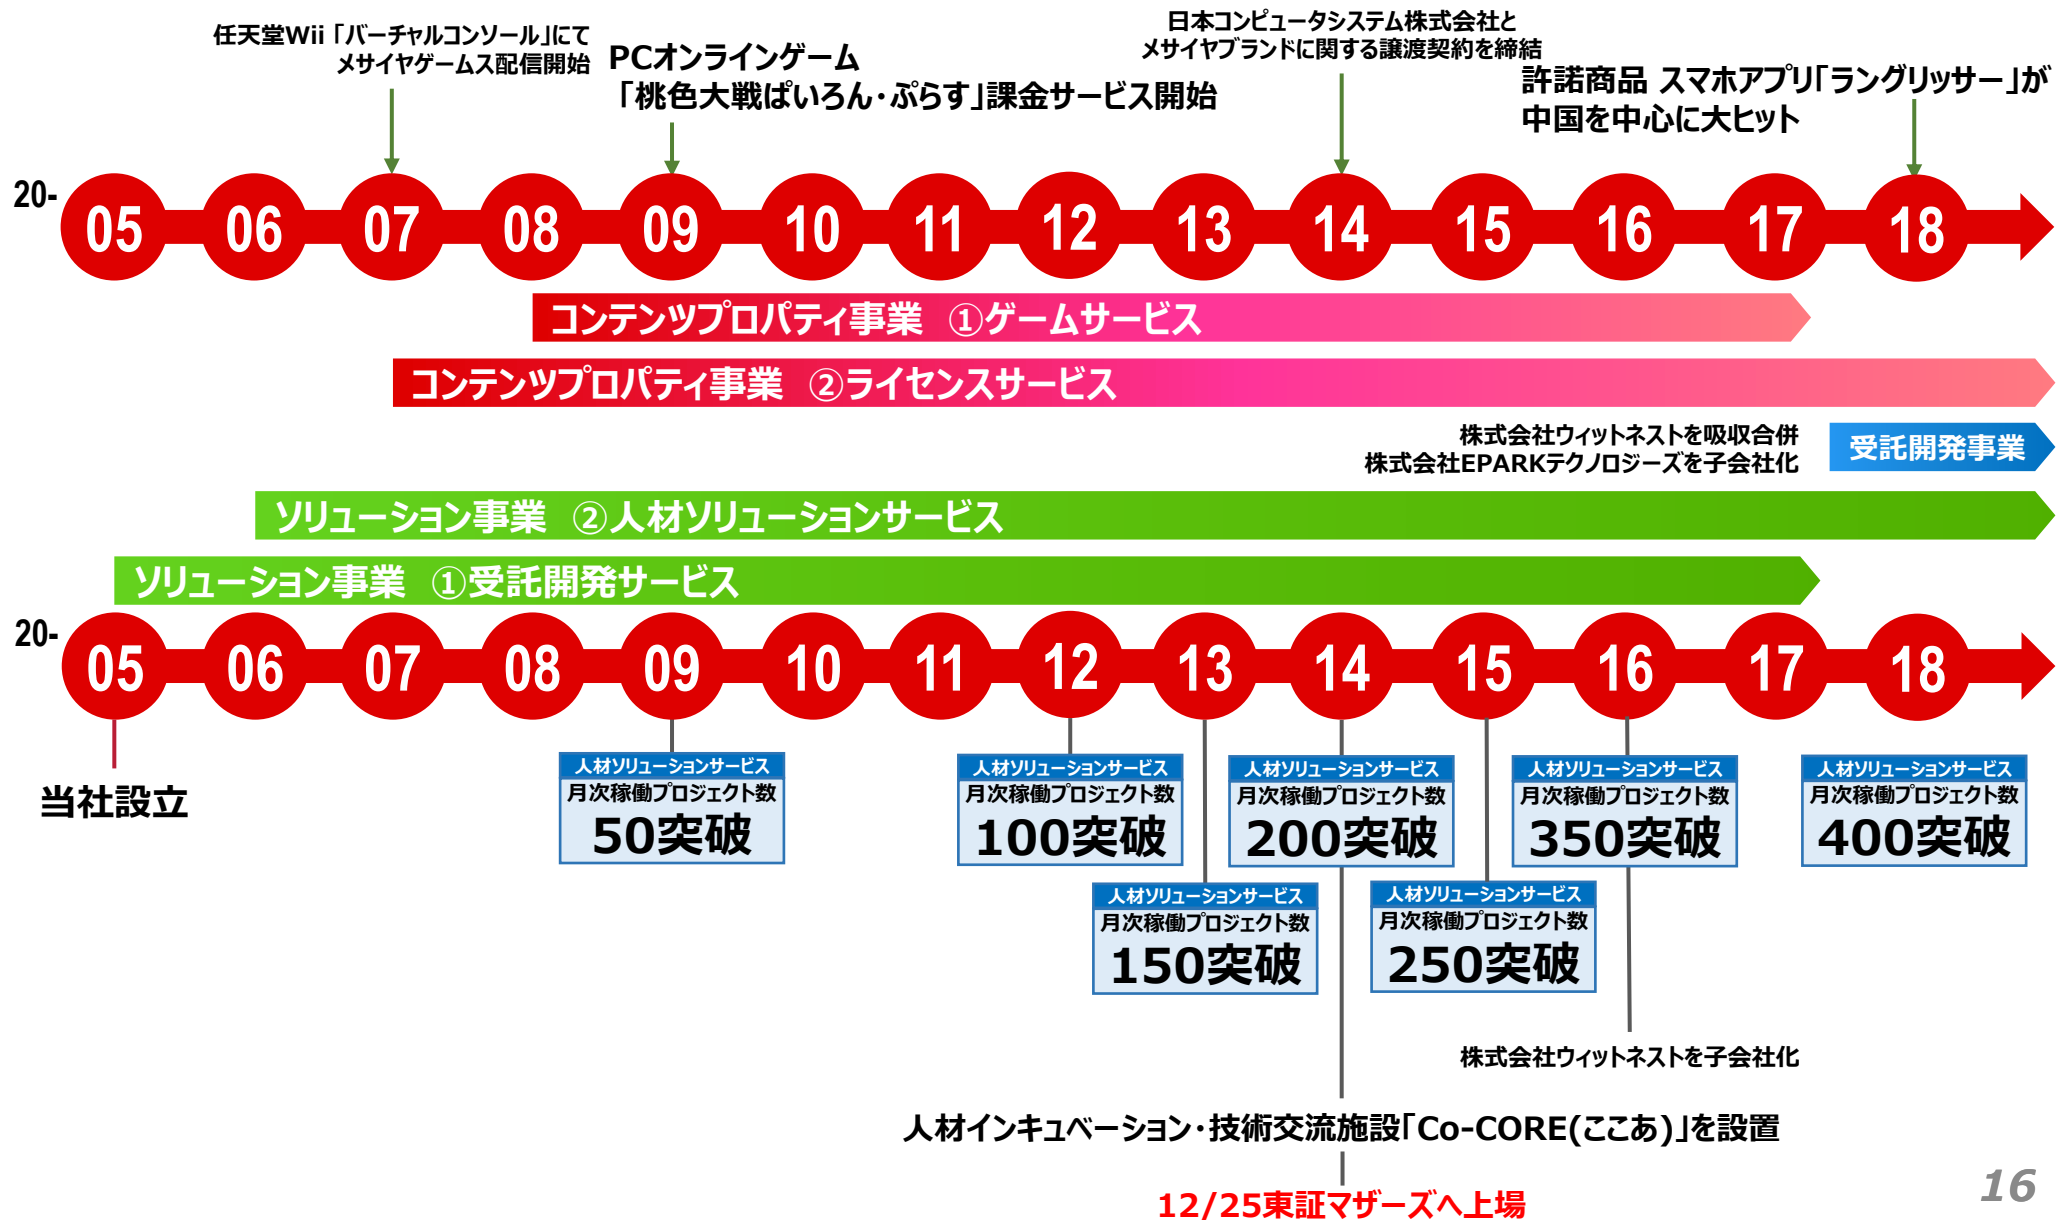 任天堂Wii「バーチャルコンソール」にて
メサイヤゲームス配信開始
PCオンラインゲーム
「桃色大戦ぱいろん・ぷらす」課金サービス開始
日本コンピュータシステム株式会社と
メサイヤブランドに関する譲渡契約を締結
許諾商品 スマホアプリ「ラングリッサー」が
中国を中心に大ヒット
20-
05 06 07 08 09 10 11 12 13 14 15 16 17 18
コンテンツプロパティ事業 ①ゲームサービス
コンテンツプロパティ事業 ②ライセンスサービス
株式会社ウィットネストを吸収合併
株式会社EPARKテクノロジーズを子会社化
受託開発事業
ソリューション事業 ②人材ソリューションサービス
ソリューション事業 ①受託開発サービス
20-
05 06 07 08 09 10 11 12 13 14 15 16 17 18
当社設立
人材ソリューションサービス
月次稼働プロジェクト数
50突破
人材ソリューションサービス
月次稼働プロジェクト数
100突破
人材ソリューションサービス
月次稼働プロジェクト数
150突破
人材ソリューションサービス
月次稼働プロジェクト数
200突破
人材ソリューションサービス
月次稼働プロジェクト数
250突破
人材ソリューションサービス
月次稼働プロジェクト数
350突破
人材ソリューションサービス
月次稼働プロジェクト数
400突破
株式会社ウィットネストを子会社化
人材インキュベーション・技術交流施設「Co-CORE(ここあ)」を設置
12/25東証マザーズへ上場
16